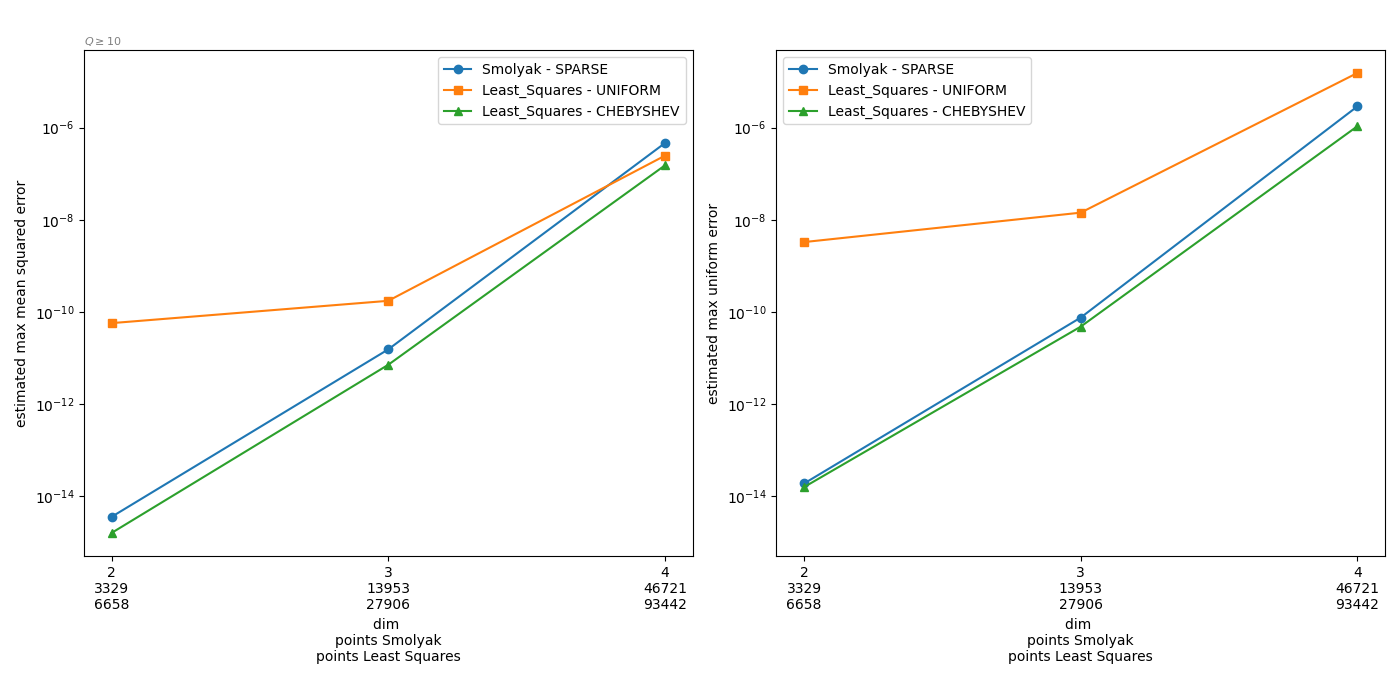 Q ≥ 10
Smolyak - SPARSE
Least_Squares - UNIFORM
Least_Squares - CHEBYSHEV
estimated max mean squared error
10⁻⁶
10⁻⁸
10⁻¹⁰
10⁻¹²
10⁻¹⁴
2 3 4
3329 13953 46721
6658 27906 93442
dim
points Smolyak
points Least Squares
Smolyak - SPARSE
Least_Squares - UNIFORM
Least_Squares - CHEBYSHEV
estimated max uniform error
10⁻⁶
10⁻⁸
10⁻¹⁰
10⁻¹²
10⁻¹⁴
2 3 4
3329 13953 46721
6658 27906 93442
dim
points Smolyak
points Least Squares